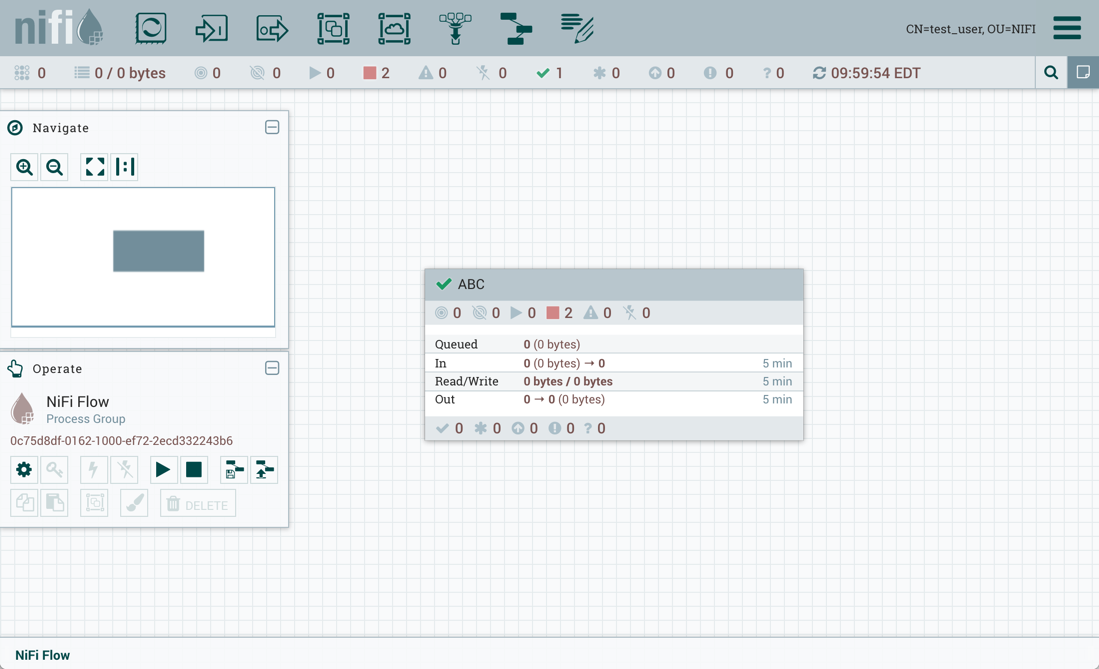 nifi
CN=test_user, OU=NIFI
0 0 / 0 bytes 0 0 0 2 0 0 1 0 0 0 ? 0 09:59:54 EDT
Navigate
ABC
0 0 0 2 0 0
Queued 0 (0 bytes)
In 0 (0 bytes) → 0 5 min
Read/Write 0 bytes / 0 bytes 5 min
Out 0 → 0 (0 bytes) 5 min
0 0 0 0 ? 0
Operate
NiFi Flow
Process Group
0c75d8df-0162-1000-ef72-2ecd332243b6
DELETE
NiFi Flow